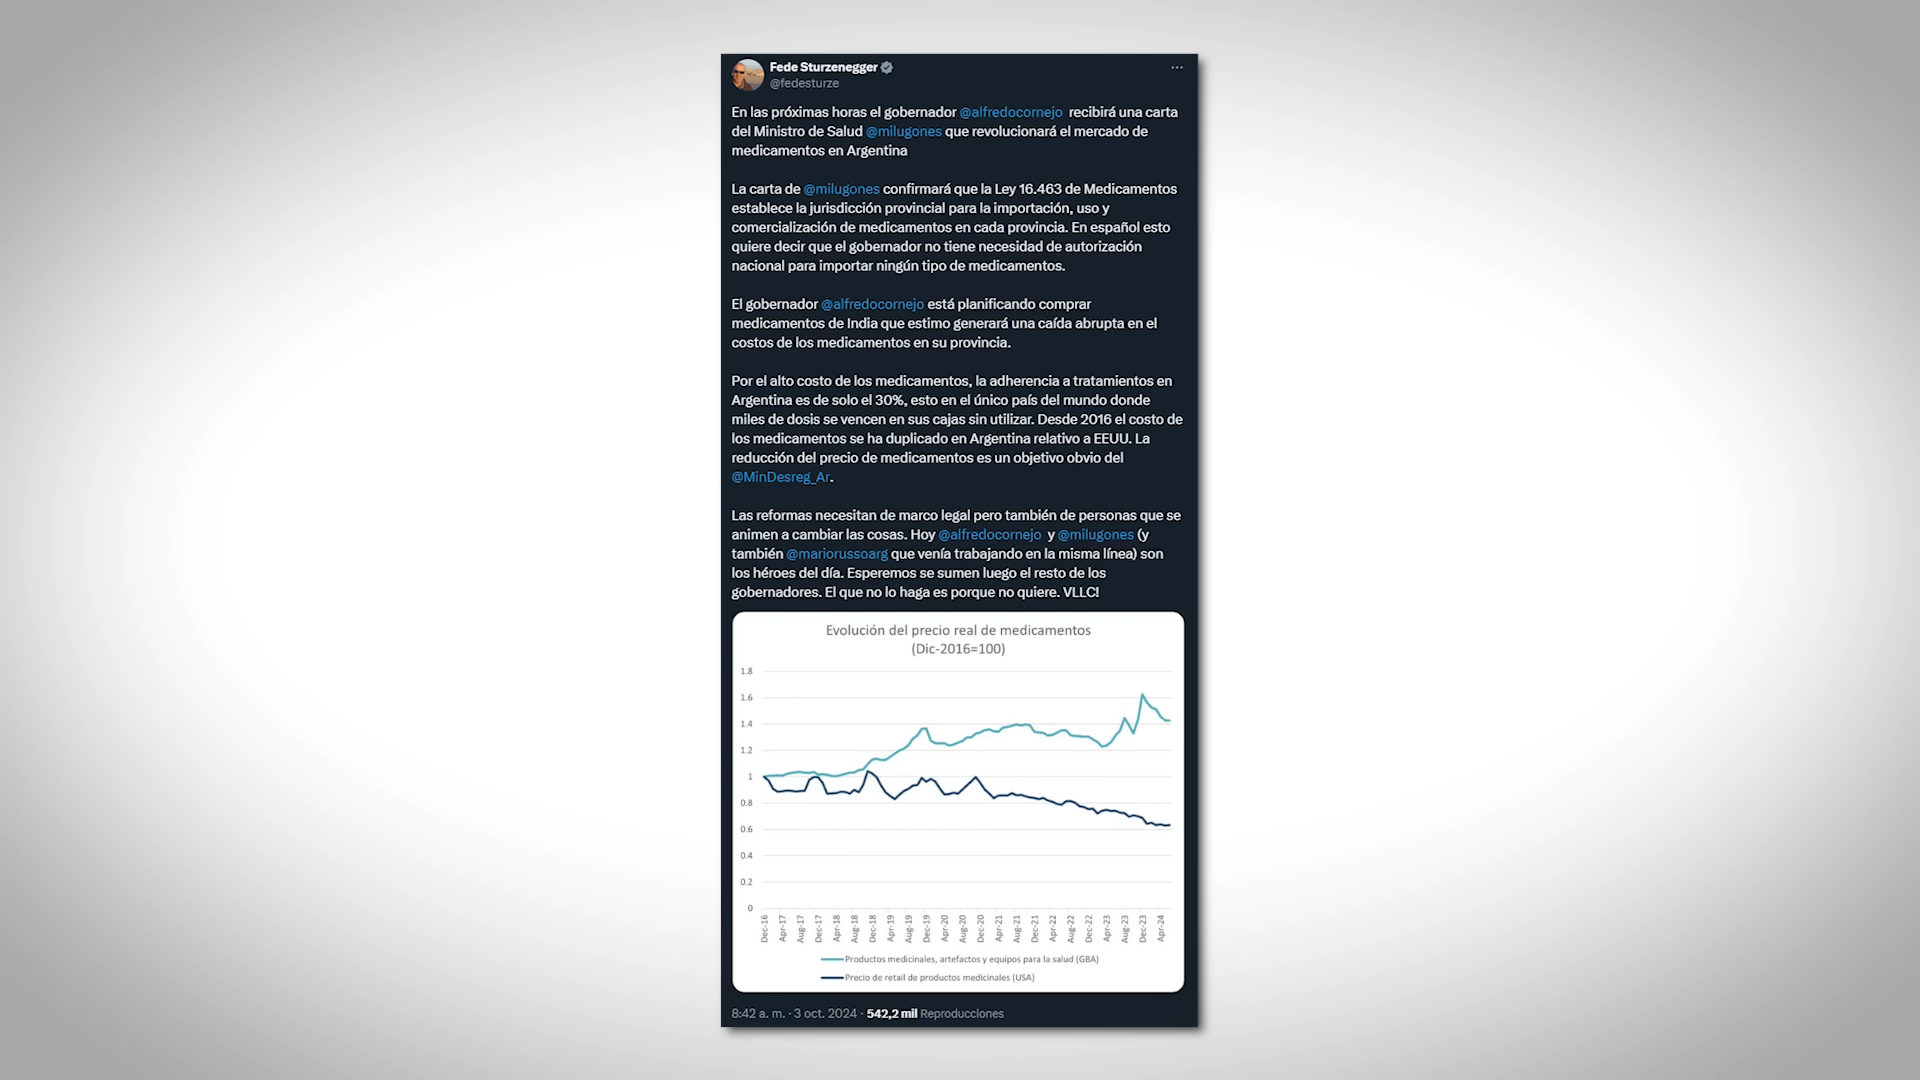 Fede Sturzenegger
@fedesturze
En las próximas horas el gobernador @alfredocornejo recibirá una carta
del Ministro de Salud @milugones que revolucionará el mercado de
medicamentos en Argentina
La carta de @milugones confirmará que la Ley 16.463 de Medicamentos
establece la jurisdicción provincial para la importación, uso y
comercialización de medicamentos en cada provincia. En español esto
quiere decir que el gobernador no tiene necesidad de autorización
nacional para importar ningún tipo de medicamentos.
El gobernador @alfredocornejo está planificando comprar
medicamentos de India que estimo generará una caída abrupta en el
costos de los medicamentos en su provincia.
Por el alto costo de los medicamentos, la adherencia a tratamientos en
Argentina es de solo el 30%, esto en el único país del mundo donde
miles de dosis se vencen en sus cajas sin utilizar. Desde 2016 el costo de
los medicamentos se ha duplicado en Argentina relativo a EEUU. La
reducción del precio de medicamentos es un objetivo obvio del
@MinDesreg_Ar.
Las reformas necesitan de marco legal pero también de personas que se
animen a cambiar las cosas. Hoy @alfredocornejo y @milugones (y
también @mariorussoarg que venía trabajando en la misma línea) son
los héroes del día. Esperemos se sumen luego el resto de los
gobernadores. El que no lo haga es porque no quiere. VLLC!
Evolución del precio real de medicamentos
(Dic-2016=100)
1.8
1.6
1.4
1.2
1
0.8
0.6
0.4
0.2
0
Dec-16
Apr-17
Aug-17
Dec-17
Apr-18
Aug-18
Dec-18
Apr-19
Aug-19
Dec-19
Apr-20
Aug-20
Dec-20
Apr-21
Aug-21
Dec-21
Apr-22
Aug-22
Dec-22
Apr-23
Aug-23
Dec-23
Apr-24
Productos medicinales, artefactos y equipos para la salud (GBA)
Precio de retail de productos medicinales (USA)
8:42 a. m. · 3 oct. 2024 · 542,2 mil Reproducciones